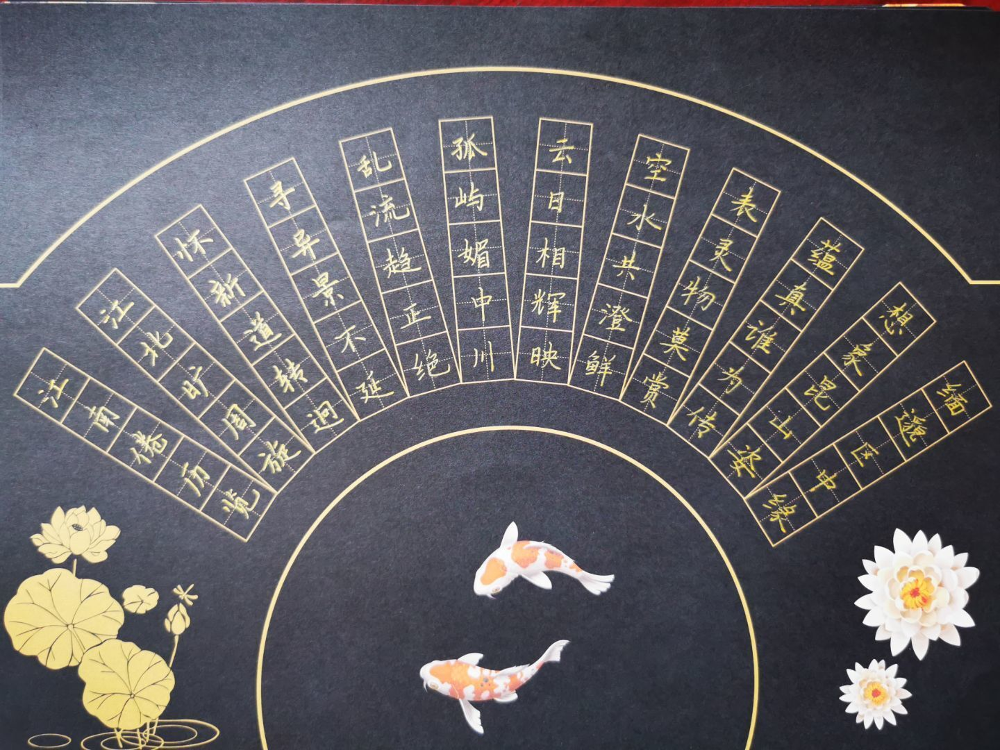 江南倦历览
江北旷周旋
怀新道转迥
寻异景不延
乱流趋正绝
孤屿媚中川
云目相辉映
空水共澄鲜
表灵物莫赏
蕴真谁为传
想象昆山姿
缅邈区中缘